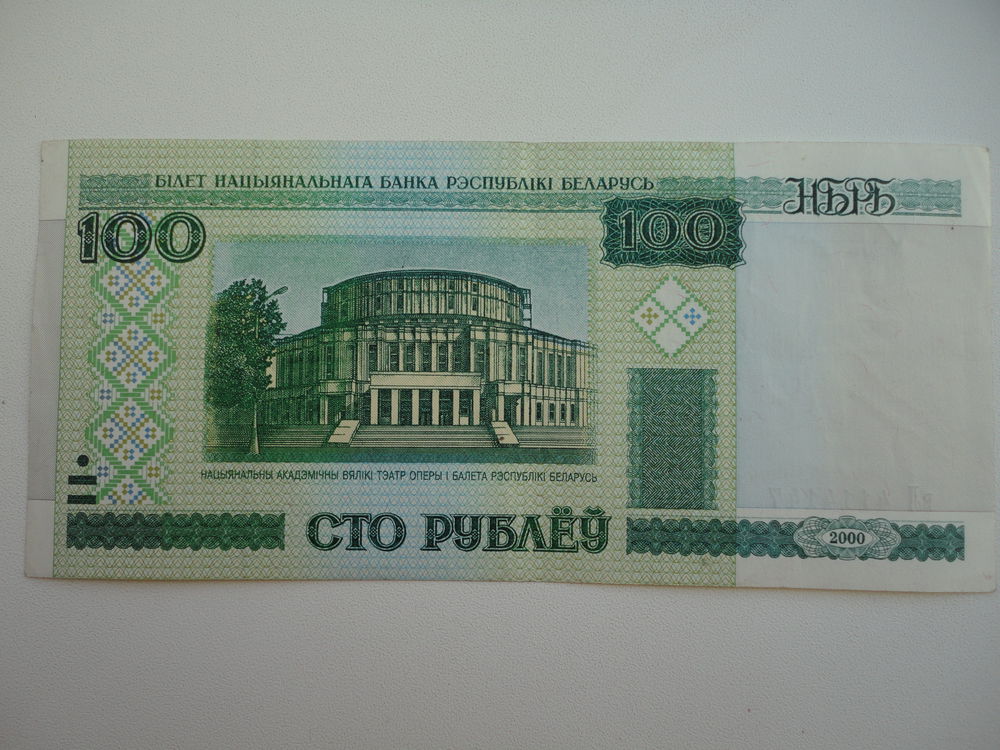 БІЛЕТ НАЦЫЯНАЛЬНАГА БАНКА РЭСПУБЛІКІ БЕЛАРУСЬ
НБРБ
100
100
НАЦЫЯНАЛЬНЫ АКАДЭМІЧНЫ ВЯЛІКІ ТЭАТР ОПЕРЫ І БАЛЕТА РЭСПУБЛІКІ БЕЛАРУСЬ
СТО РУБЛЁЎ
2000